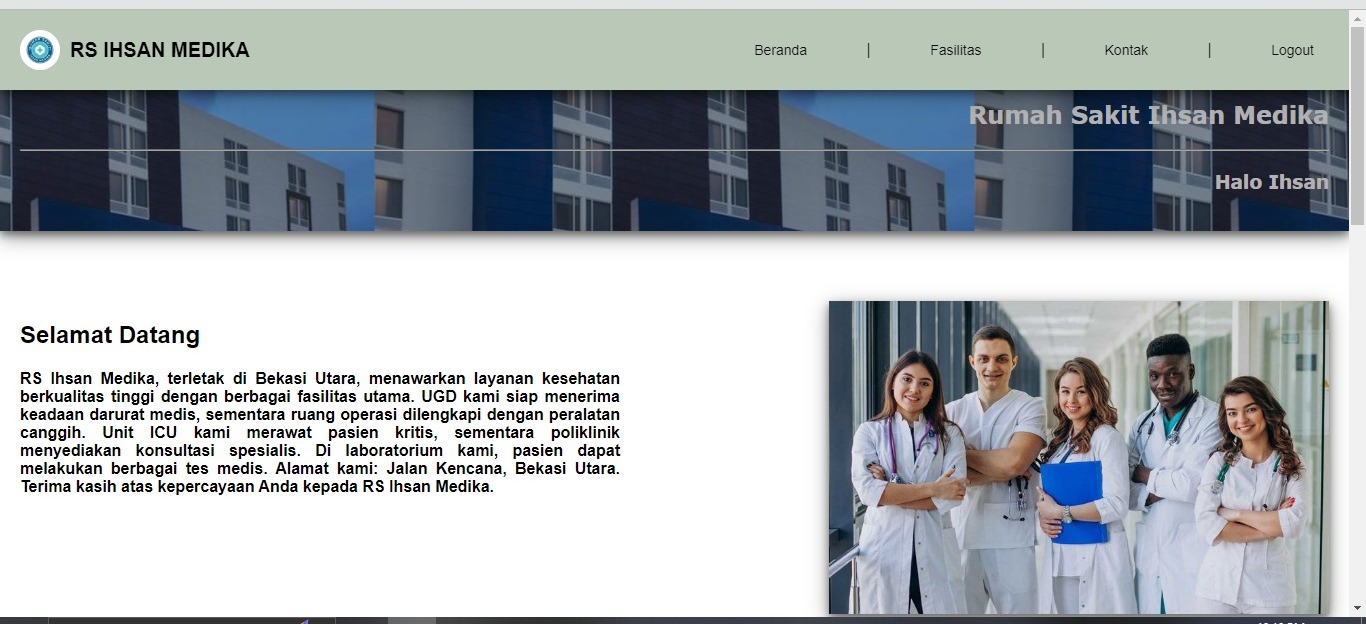 RS IHSAN MEDIKA
Beranda | Fasilitas | Kontak | Logout
Rumah Sakit Ihsan Medika
Halo Ihsan
Selamat Datang
RS Ihsan Medika, terletak di Bekasi Utara, menawarkan layanan kesehatan
berkualitas tinggi dengan berbagai fasilitas utama. UGD kami siap menerima
keadaan darurat medis, sementara ruang operasi dilengkapi dengan peralatan
canggih. Unit ICU kami merawat pasien kritis, sementara poliklinik
menyediakan konsultasi spesialis. Di laboratorium kami, pasien dapat
melakukan berbagai tes medis. Alamat kami: Jalan Kencana, Bekasi Utara.
Terima kasih atas kepercayaan Anda kepada RS Ihsan Medika.